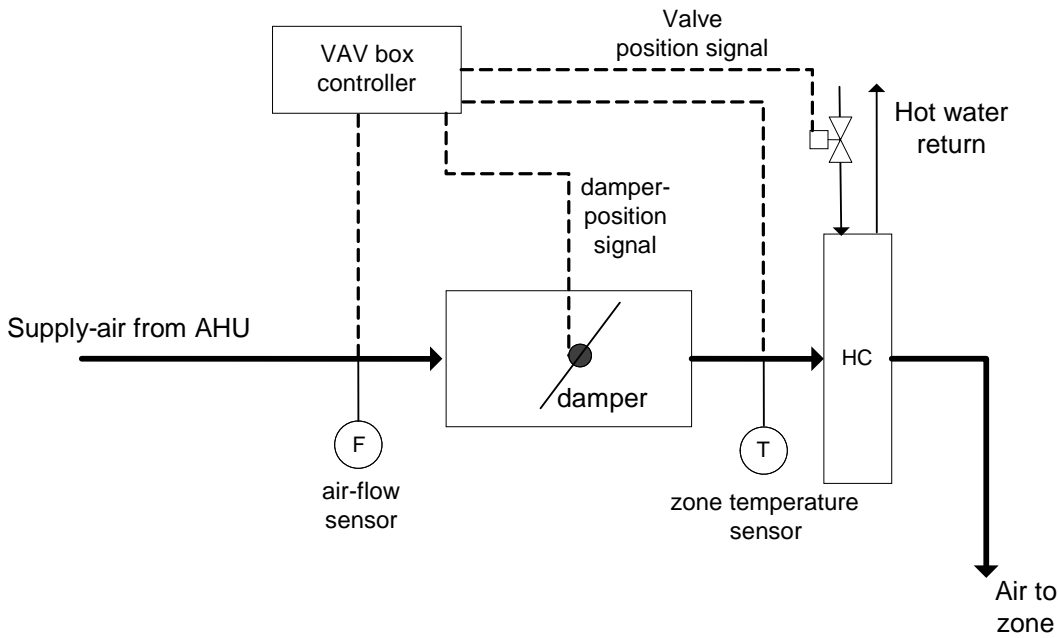 Valve
position signal
VAV box
controller
Hot water
return
damper-
position
signal
Supply-air from AHU
HC
damper
F
T
air-flow
sensor
zone temperature
sensor
Air to
zone